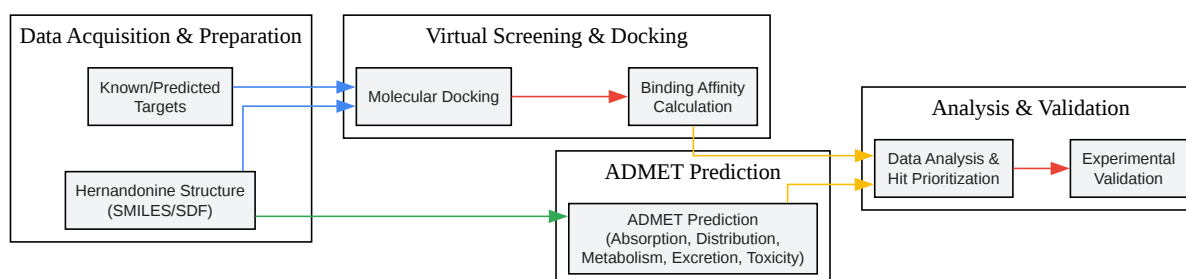 Data Acquisition & Preparation
Known/Predicted
Targets
Hernandonine Structure
(SMILES/SDF)
Virtual Screening & Docking
Molecular Docking
Binding Affinity
Calculation
ADMET Prediction
ADMET Prediction
(Absorption, Distribution,
Metabolism, Excretion, Toxicity)
Analysis & Validation
Data Analysis &
Hit Prioritization
Experimental
Validation